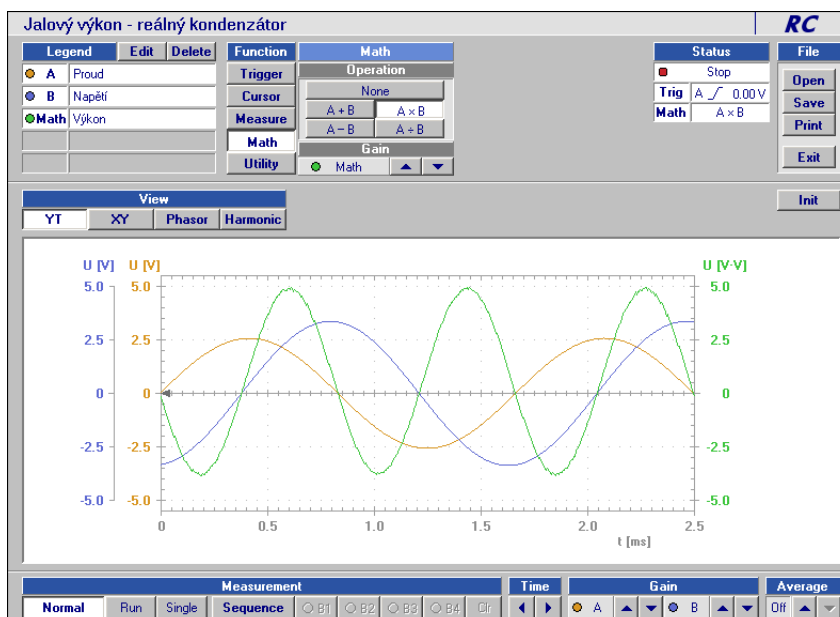 Jalový výkon - reálný kondenzátor RC
Legend Edit Delete Function Math Status File
A Proud Trigger Operation Stop Open
B Napětí Cursor None Trig A 0.00 V Save
Math Výkon Measure A + B A × B Math A × B Print
Math A − B A ÷ B
Utility Gain Exit
Math
View Init
YT XY Phasor Harmonic
U [V] U [V] U [V·V]
5.0 5.0 5.0
2.5 2.5 2.5
0 0 0
-2.5 -2.5 -2.5
-5.0 -5.0 -5.0
0 0.5 1.0 1.5 2.0 2.5
t [ms]
Measurement Time Gain Average
Normal Run Single Sequence B1 B2 B3 B4 Clr A B Off